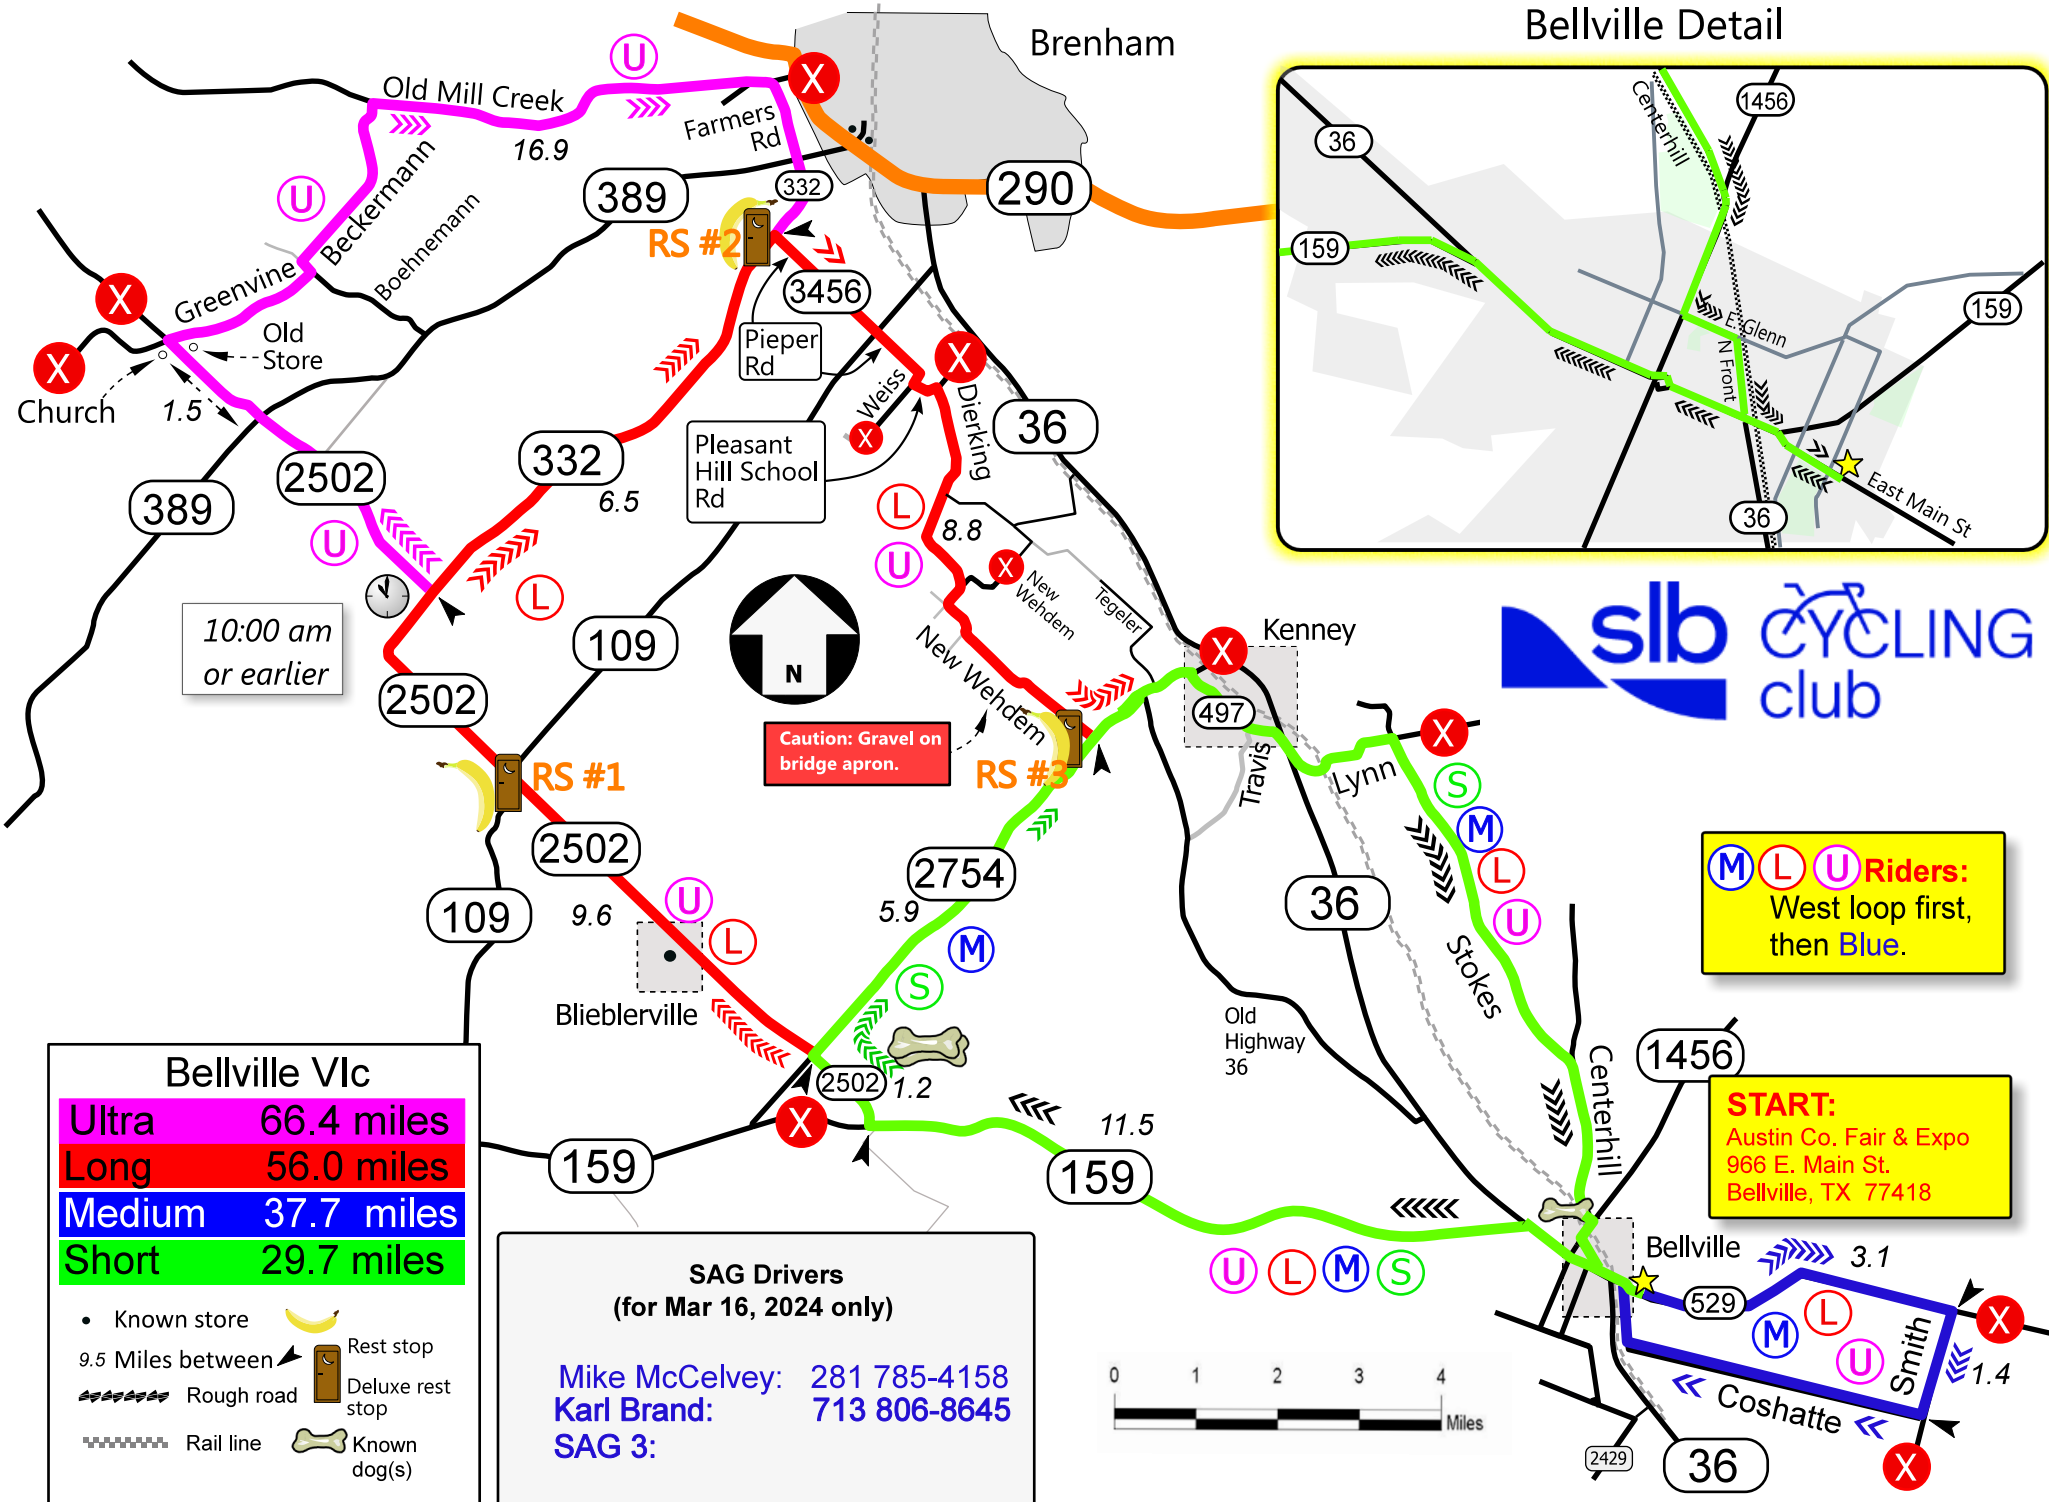 Brenham
Bellville Detail
U
Old Mill Creek
X
Farmers
Rd
16.9
Centerhill
1456
36
U
Beckermann
389
332
290
Boehnemann
RS #2
159
Greenvine
X
3456
159
E. Glenn
N Front
Old
Store
Pieper
Rd
X
X
Church
1.5
Weiss
X
Dierking
36
Pleasant
Hill School
Rd
332
6.5
2502
389
L
8.8
U
36
East Main St
U
X
New
Wehdem
Tegeler
L
10:00 am
or earlier
109
N
New Wehdem
X
Kenney
slb CYCLING
club
2502
497
Caution: Gravel on
bridge apron.
RS #1
RS #3
Travis
Lynn
X
S
M
L
U
2502
2754
5.9
109
9.6
U
L
M
S
36
M L U Riders:
West loop first,
then Blue.
Stokes
Blieblerville
Old
Highway
36
Centerhill
1456
2502
1.2
X
11.5
159
159
START:
Austin Co. Fair & Expo
966 E. Main St.
Bellville, TX 77418
Bellville Vlc
Ultra 66.4 miles
Long 56.0 miles
Medium 37.7 miles
Short 29.7 miles
Known store
9.5 Miles between
Rest stop
Rough road
Deluxe rest
stop
Rail line
Known
dog(s)
SAG Drivers
(for Mar 16, 2024 only)
Mike McCelvey: 281 785-4158
Karl Brand: 713 806-8645
SAG 3:
U L M S
Bellville
3.1
529
M
L
U
X
Smith
1.4
Coshatte
X
0 1 2 3 4
Miles
2429
36